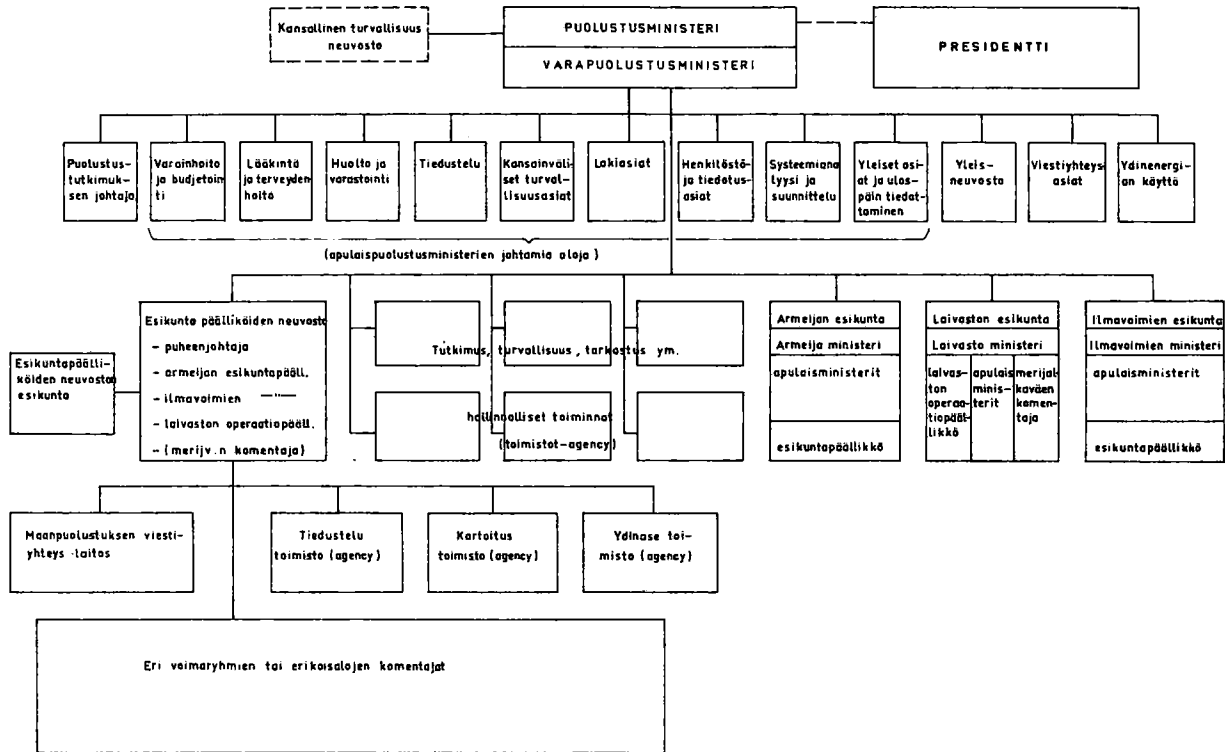 Kansallinen turvallisuus
neuvosto
PUOLUSTUSMINISTERI
VARAPUOLUSTUSMINISTERI
PRESIDENTTI
Puolustus-
tutkimuk-
sen johtaja
Varainhoito
ja budjetoin-
ti
Lääkintä
ja terveyden-
hoito
Huolto ja
varastointi
Tiedustelu
Kansainväli-
set turval-
lisuusasiat
Lakiasiat
Henkilöstö-
ja tiedotus-
asiat
Systeemiana
lyysi ja
suunnittelu
Yleiset asi-
at ja ulos-
päin tiedot-
taminen
Yleis-
neuvosto
Viestiyhteys-
asiat
Ydinenergi-
an käyttö
(apulaispuolustusministerien johtamia aloja)
Esikuntapääl-
liköiden neuvoston
esikunta
Esikunta päälliköiden neuvosto
- puheenjohtaja
- armeijan esikuntapääll.
- ilmavoimien —"—
- laivaston operaatiopääll.
- (merijv.n komentaja)
Tutkimus, turvallisuus, tarkastus ym.
hallinnolliset toiminnat
(toimistot-agency)
Armeijan esikunta
Armeija ministeri
apulaisministerit
esikuntapäällikkö
Laivaston esikunta
Laivasto ministeri
laivas-
ton
operaa-
tiopääl-
likkö
apulais
minis-
terit
merijal-
kaväen
komen-
taja
Ilmavoimien esikunta
Ilmavoimien ministeri
apulaisministerit
esikuntapäällikkö
Maanpuolustuksen viesti-
yhteys -laitos
Tiedustelu
toimisto (agency)
Kartoitus
toimisto (agency)
Ydinase toi-
misto (agency)
Eri voimaryhmien tai erikoisalojen komentajat